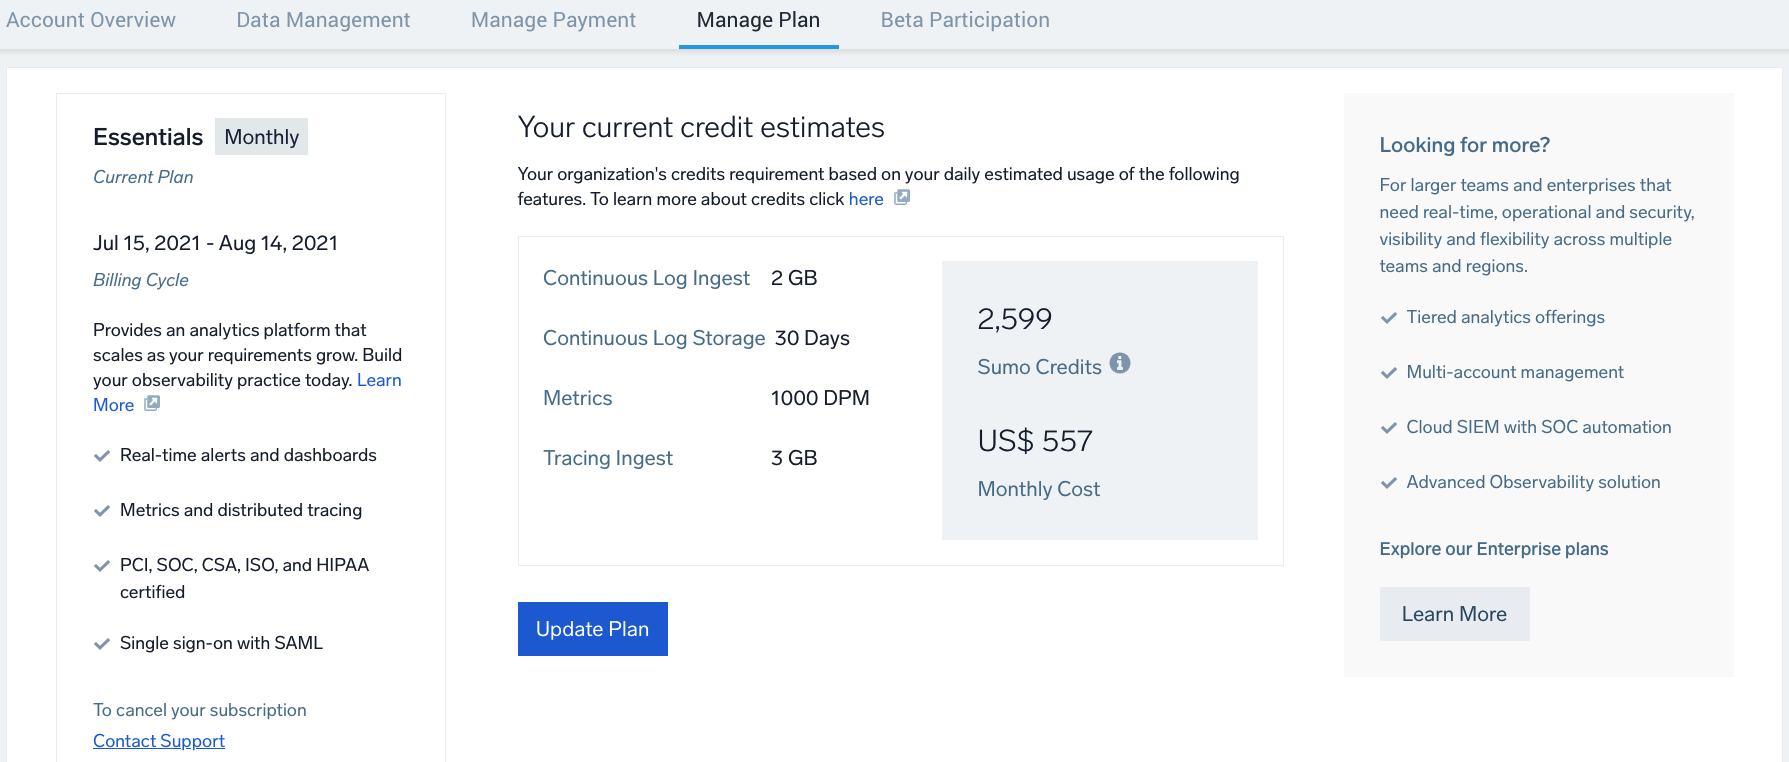 Account Overview
Data Management
Manage Payment
Manage Plan
Beta Participation
Essentials
Monthly
Current Plan
Jul 15, 2021 - Aug 14, 2021
Billing Cycle
Provides an analytics platform that
scales as your requirements grow. Build
your observability practice today. Learn
More
Real-time alerts and dashboards
Metrics and distributed tracing
PCI, SOC, CSA, ISO, and HIPAA
certified
Single sign-on with SAML
To cancel your subscription
Contact Support
Your current credit estimates
Your organization's credits requirement based on your daily estimated usage of the following
features. To learn more about credits click here
Continuous Log Ingest 2 GB
Continuous Log Storage 30 Days
Metrics 1000 DPM
Tracing Ingest 3 GB
2,599
Sumo Credits
US$ 557
Monthly Cost
Update Plan
Looking for more?
For larger teams and enterprises that
need real-time, operational and security,
visibility and flexibility across multiple
teams and regions.
Tiered analytics offerings
Multi-account management
Cloud SIEM with SOC automation
Advanced Observability solution
Explore our Enterprise plans
Learn More